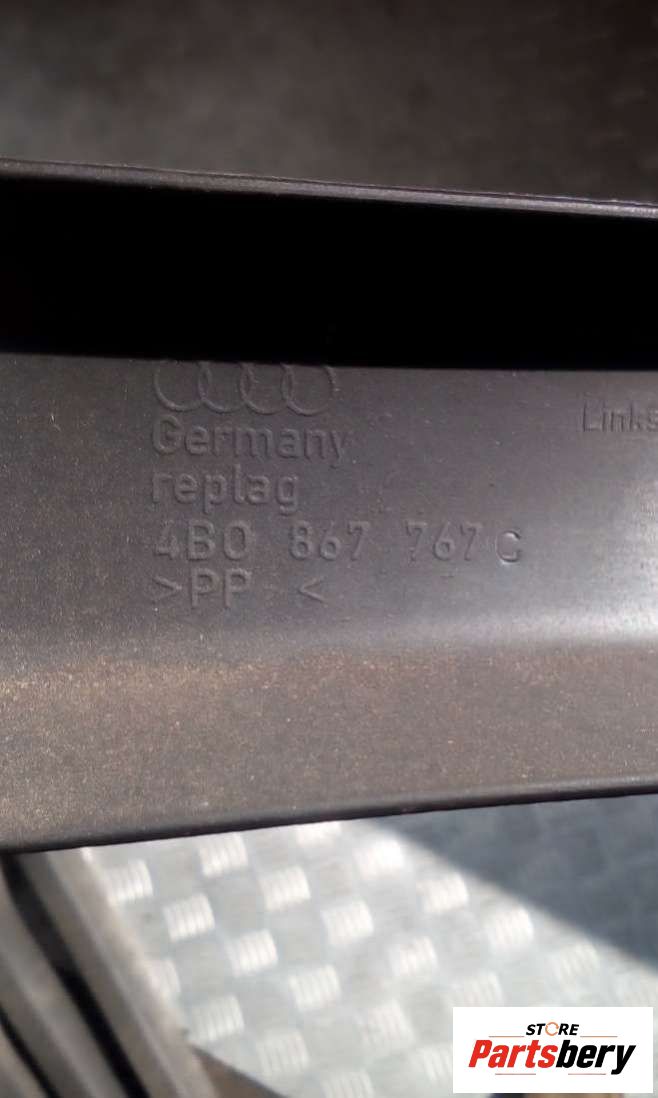 Germany
Links
replag
4B0 867 767 C
>PP <
STORE
Partsbery